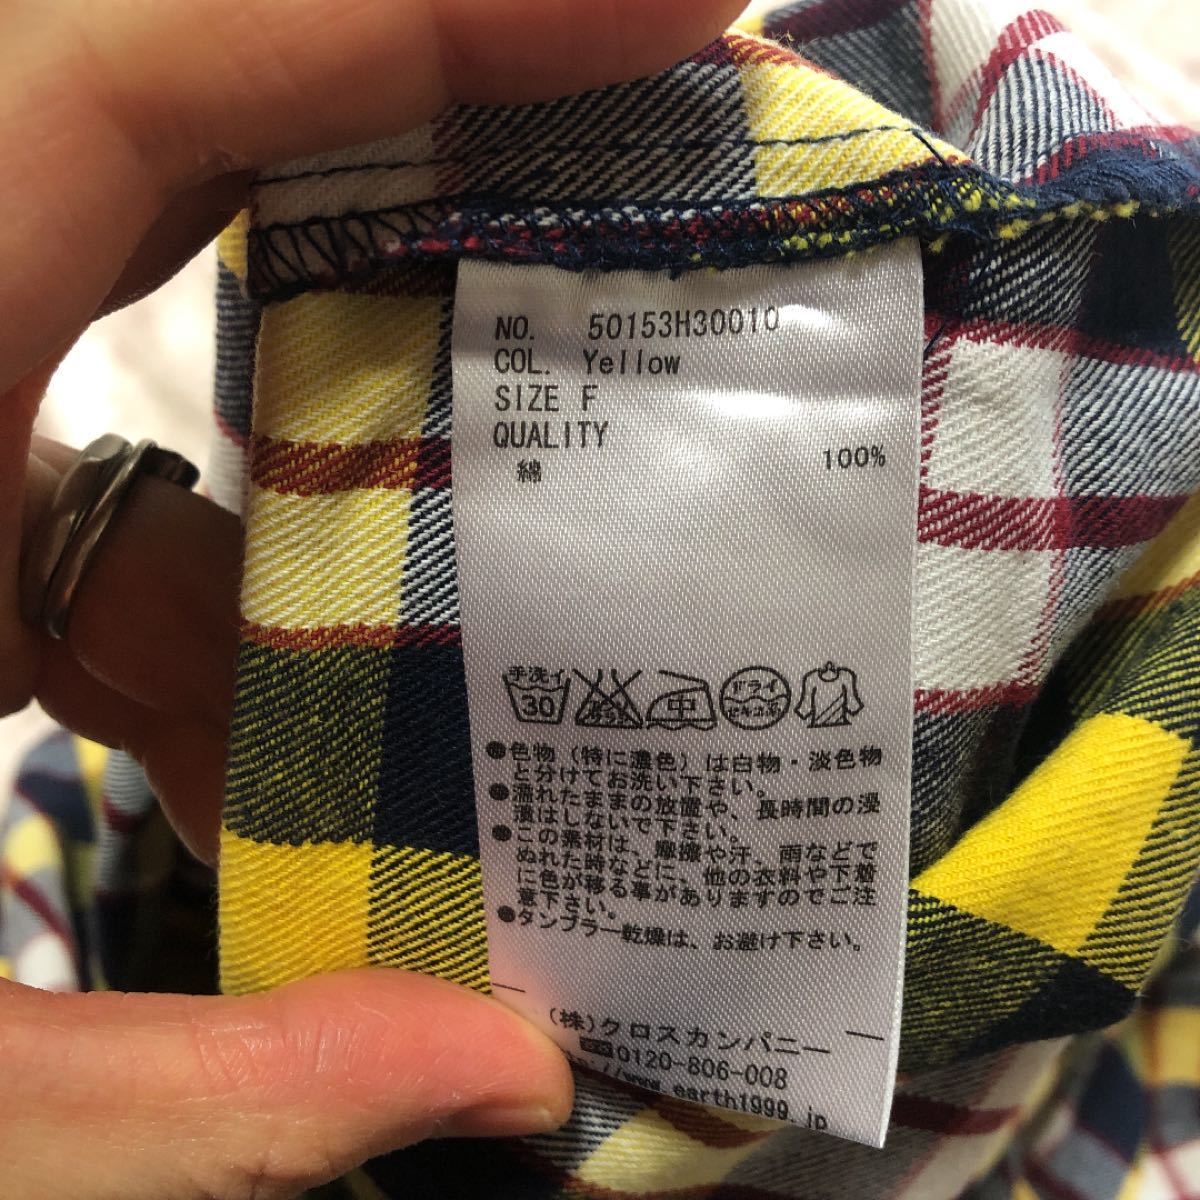 NO. 50153H30010
COL. Yellow
SIZE F
QUALITY
綿 100%
手洗イ ドライ
30 中
●色物(特に濃色)は白物・淡色物
と分けてお洗い下さい。
●濡れたままの放置や、長時間の浸
漬はしないで下さい。
●この素材は、摩擦や汗、雨などで
ぬれた時などに、他の衣料や下着
に色が移る事がありますのでご注
意下さい。
●タンブラー乾燥は、お避け下さい。
(株)クロスカンパニー
0120-806-008
http://www.earth1999.jp